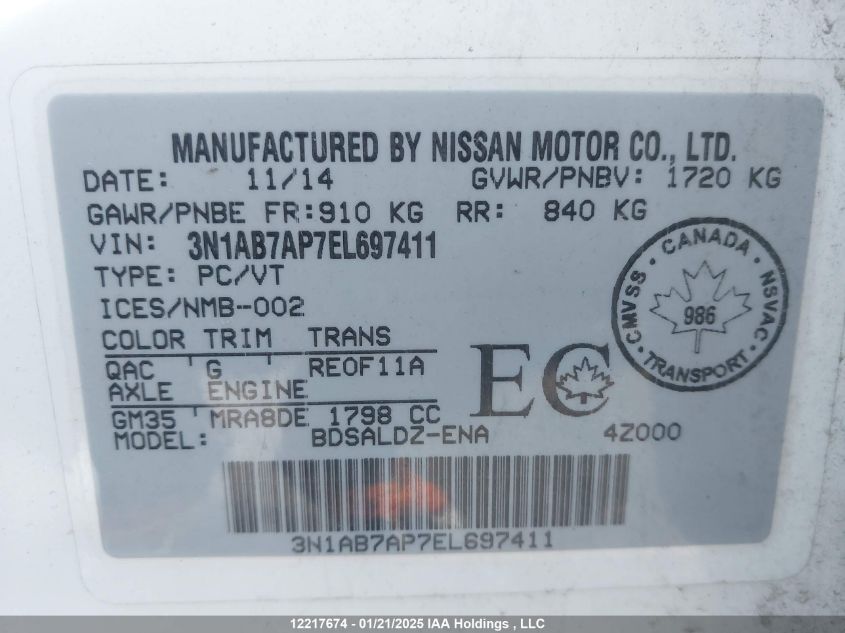 MANUFACTURED BY NISSAN MOTOR CO., LTD.
DATE: 11/14 GVWR/PNBV: 1720 KG
GAWR/PNBE FR:910 KG RR: 840 KG
VIN: 3N1AB7AP7EL697411
TYPE: PC/VT
ICES/NMB-002
COLOR TRIM TRANS
QAC ' G ' RE0F11A
AXLE ENGINE
GM35 MRA8DE 1798 CC
MODEL: BDSALDZ-ENA 4Z000
EC
CMVSS · CANADA · NSVAC · TRANSPORT ·
986
3N1AB7AP7EL697411
12217674 - 01/21/2025 IAA Holdings , LLC